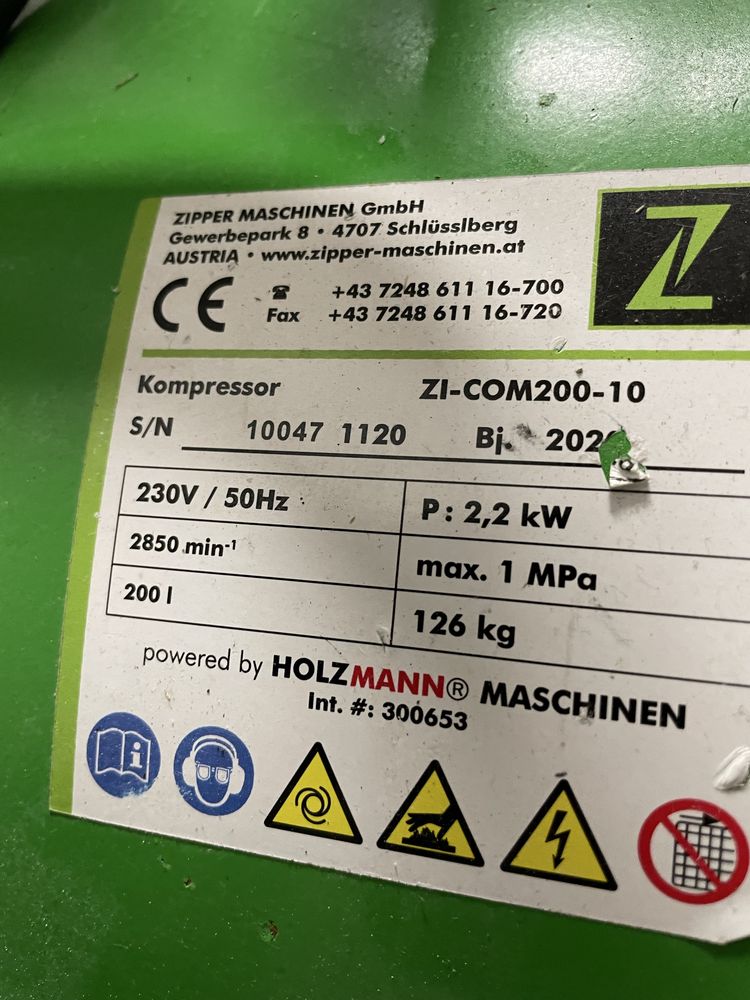 ZIPPER MASCHINEN GmbH
Gewerbepark 8 • 4707 Schlüsslberg
AUSTRIA • www.zipper-maschinen.at
CE
Z
+43 7248 611 16-700
Fax +43 7248 611 16-720
Kompressor ZI-COM200-10
S/N 10047 1120 Bj.
230V / 50Hz P: 2,2 kW
2850 min-1 max. 1 MPa
200 l 126 kg
powered by HOLZMANN® MASCHINEN
Int. #: 300653